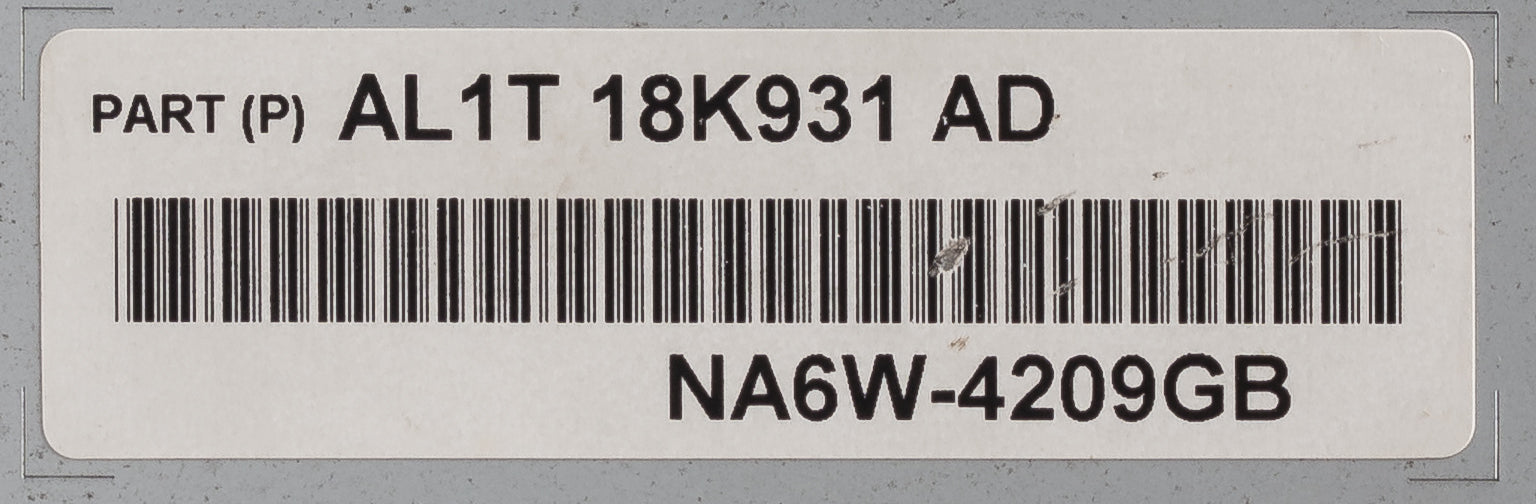 PART (P) AL1T 18K931 AD
NA6W-4209GB